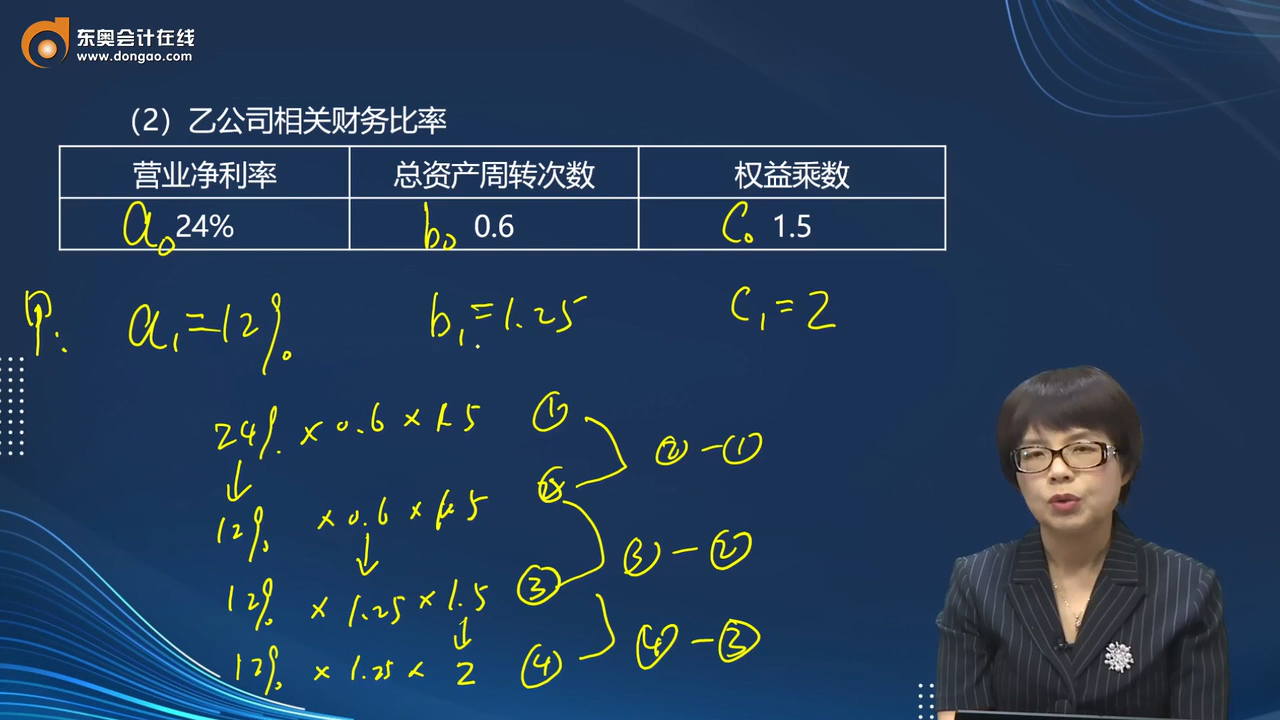 东奥会计在线
www.dongao.com
（2）乙公司相关财务比率
营业净利率 总资产周转次数 权益乘数
a₀ 24% b₀ 0.6 c₀ 1.5
甲: a₁=12% b₁=1.25 c₁=2
24% × 0.6 × 1.5 ①
②-①
12% × 0.6 × 1.5 ②
③-②
12% × 1.25 × 1.5 ③
④-③
12% × 1.25 × 2 ④